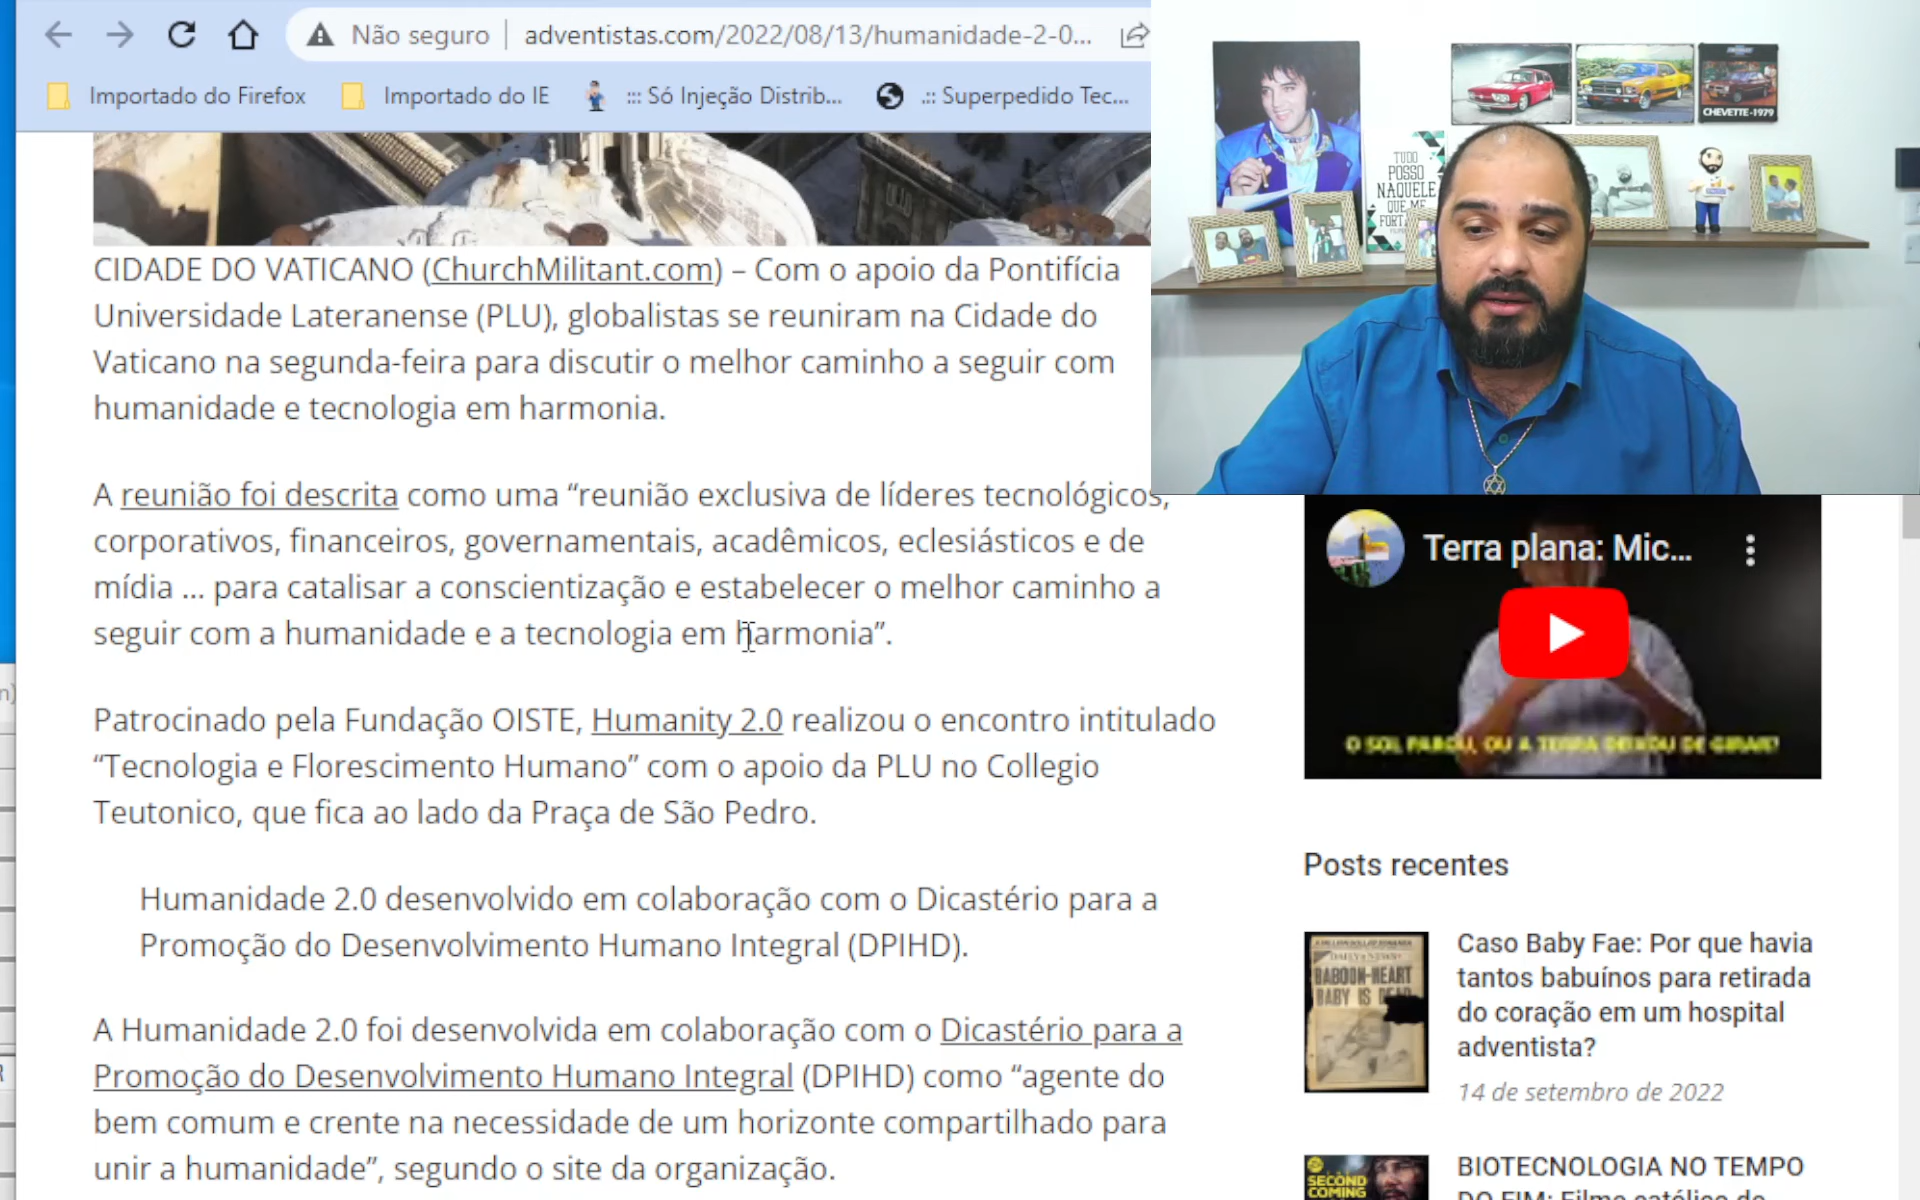 Não seguro
adventistas.com/2022/08/13/humanidade-2-0...
Importado do Firefox
Importado do IE
::: Só Injeção Distrib...
.:: Superpedido Tec...
CHEVETTE-1979
TUDO
POSSO
NAQUELE
QUE ME
CIDADE DO VATICANO (ChurchMilitant.com) – Com o apoio da Pontifícia
Universidade Lateranense (PLU), globalistas se reuniram na Cidade do
Vaticano na segunda-feira para discutir o melhor caminho a seguir com
humanidade e tecnologia em harmonia.
A reunião foi descrita como uma “reunião exclusiva de líderes tecnológicos,
corporativos, financeiros, governamentais, acadêmicos, eclesiásticos e de
mídia ... para catalisar a conscientização e estabelecer o melhor caminho a
seguir com a humanidade e a tecnologia em harmonia”.
Patrocinado pela Fundação OISTE, Humanity 2.0 realizou o encontro intitulado
“Tecnologia e Florescimento Humano” com o apoio da PLU no Collegio
Teutonico, que fica ao lado da Praça de São Pedro.
Humanidade 2.0 desenvolvido em colaboração com o Dicastério para a
Promoção do Desenvolvimento Humano Integral (DPIHD).
A Humanidade 2.0 foi desenvolvida em colaboração com o Dicastério para a
Promoção do Desenvolvimento Humano Integral (DPIHD) como “agente do
bem comum e crente na necessidade de um horizonte compartilhado para
unir a humanidade”, segundo o site da organização.
Terra plana: Mic...
O SOL PAROU, OU A TERRA DEIXOU DE GIRAR?
Posts recentes
DAILY NEWS
BABOON-HEART
BABY IS
Caso Baby Fae: Por que havia
tantos babuínos para retirada
do coração em um hospital
adventista?
14 de setembro de 2022
SECOND
COMING
BIOTECNOLOGIA NO TEMPO
DO FIM: Filme católico de